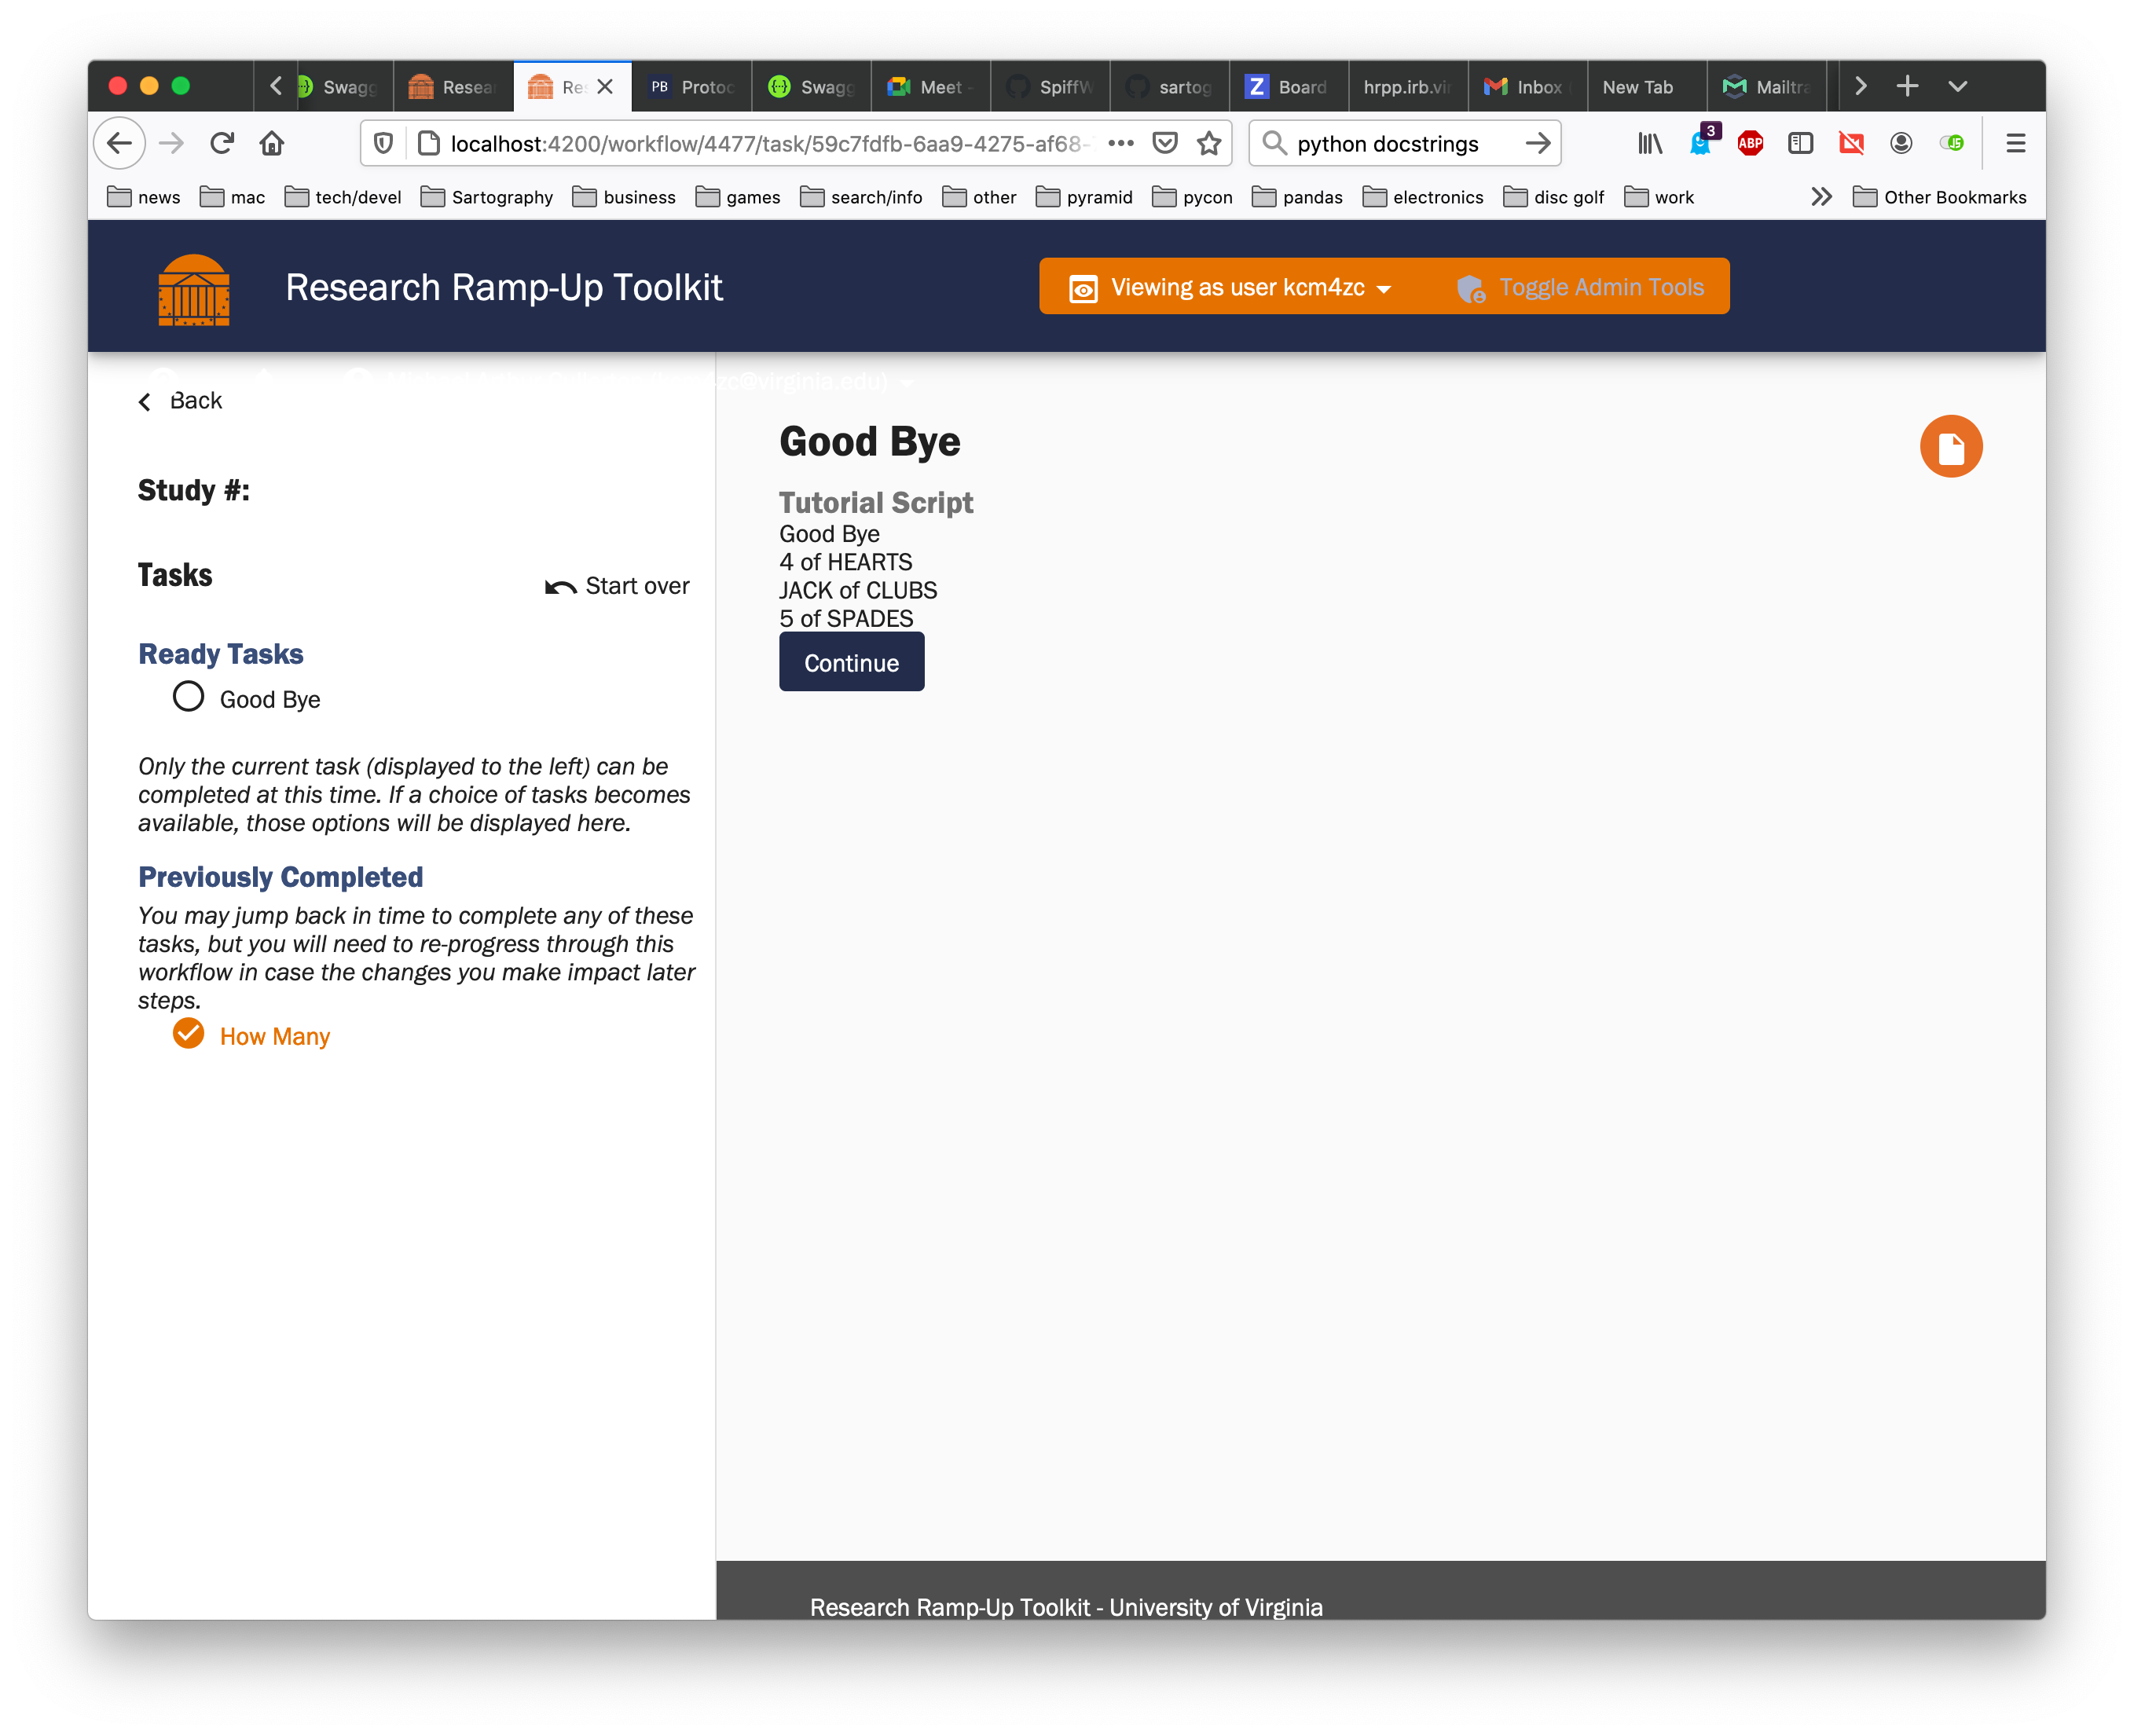 Swagg
Resear
Re
PB Protoc
Swagg
Meet -
SpiffW
sartog
Z Board
hrpp.irb.vir
Inbox
New Tab
Mailtra
localhost:4200/workflow/4477/task/59c7fdfb-6aa9-4275-af68-
python docstrings
3
ABP
JS
news
mac
tech/devel
Sartography
business
games
search/info
other
pyramid
pycon
pandas
electronics
disc golf
work
Other Bookmarks
Research Ramp-Up Toolkit
Viewing as user kcm4zc
Toggle Admin Tools
zc@virginia.edu)
Back
Study #:
Tasks
Start over
Ready Tasks
Good Bye
Only the current task (displayed to the left) can be
completed at this time. If a choice of tasks becomes
available, those options will be displayed here.
Previously Completed
You may jump back in time to complete any of these
tasks, but you will need to re-progress through this
workflow in case the changes you make impact later
steps.
How Many
Good Bye
Tutorial Script
Good Bye
4 of HEARTS
JACK of CLUBS
5 of SPADES
Continue
Research Ramp-Up Toolkit - University of Virginia